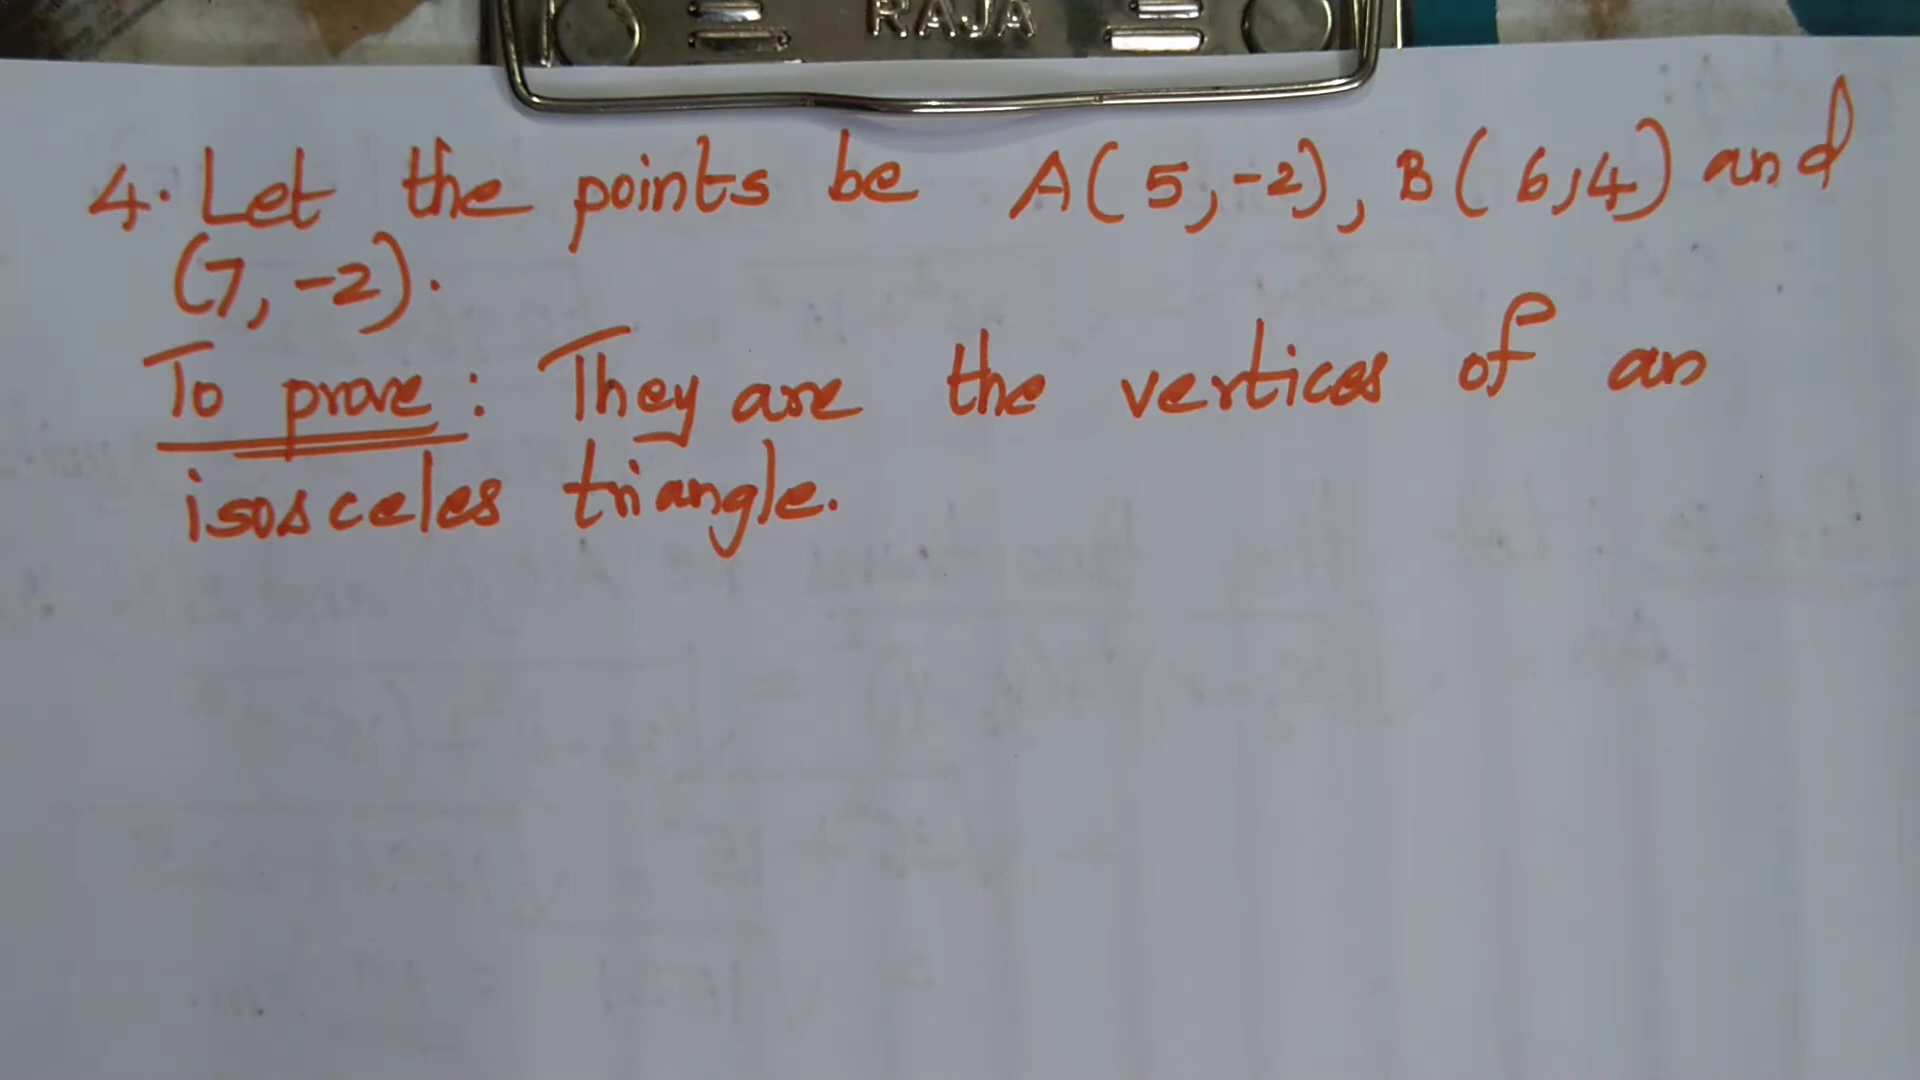 RAJA
4. Let the points be A(5,-2), B(6,4) and
(7,-2).
To prove: They are the vertices of an
isosceles triangle.